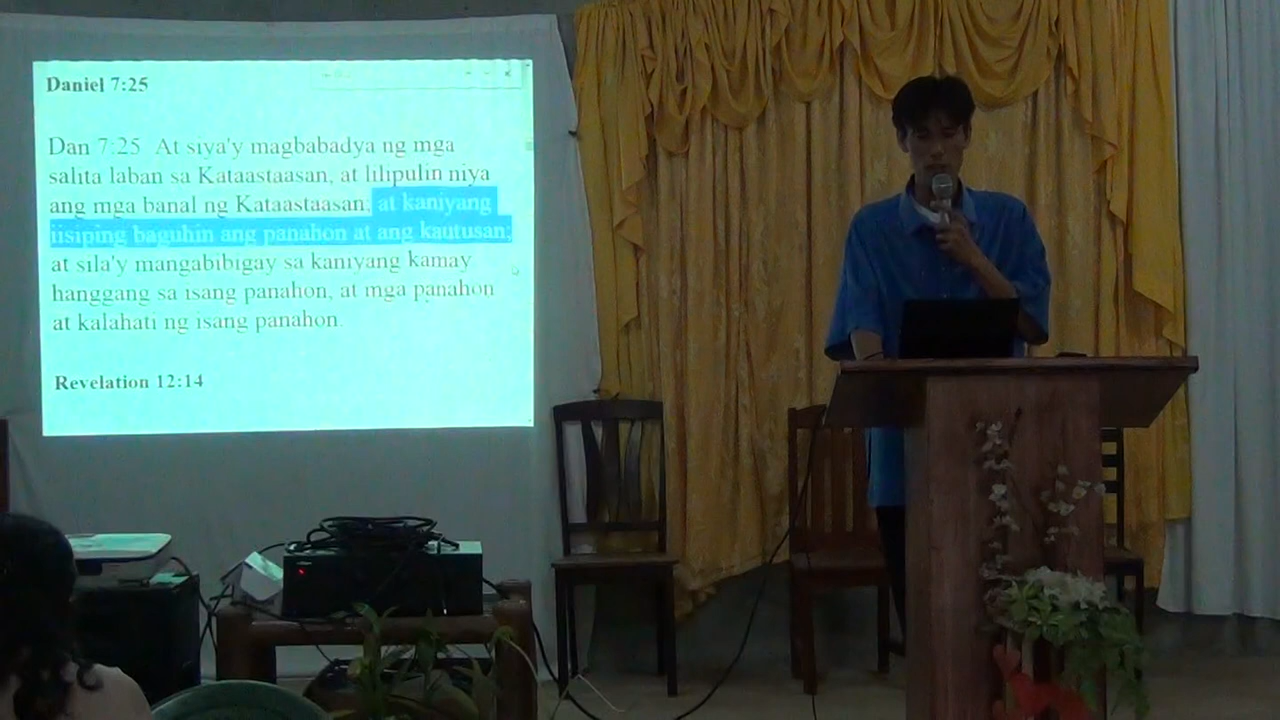 Daniel 7:25
Dan 7:25 At siya'y magbabadya ng mga
salita laban sa Kataastaasan, at lilipulin niya
ang mga banal ng Kataastaasan; at kaniyang
iisiping baguhin ang panahon at ang kautusan;
at sila'y mangabibigay sa kaniyang kamay
hanggang sa isang panahon, at mga panahon
at kalahati ng isang panahon.
Revelation 12:14